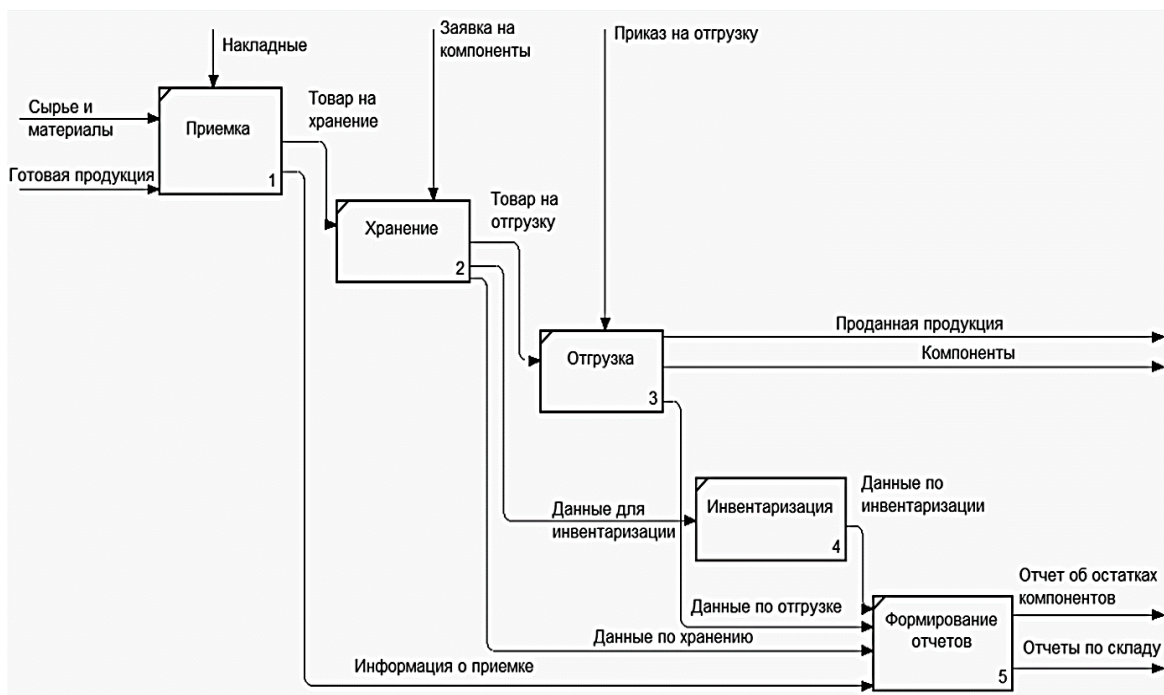 Накладные
Заявка на
компоненты
Приказ на отгрузку
Сырье и
материалы
Готовая продукция
Приемка
1
Товар на
хранение
Хранение
2
Товар на
отгрузку
Отгрузка
3
Проданная продукция
Компоненты
Данные для
инвентаризации
Инвентаризация
4
Данные по
инвентаризации
Данные по отгрузке
Данные по хранению
Информация о приемке
Формирование
отчетов
5
Отчет об остатках
компонентов
Отчеты по складу